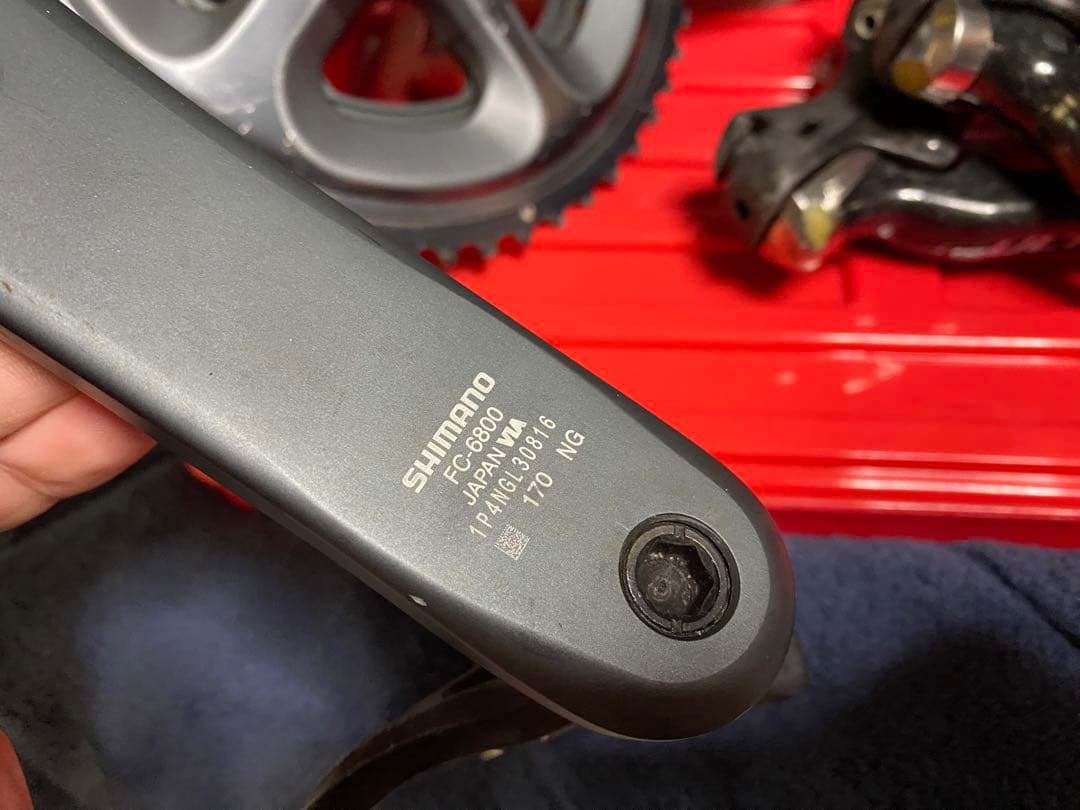 SHIMANO
FC-6800
JAPAN VIA
1P4NGL30816
170 NG